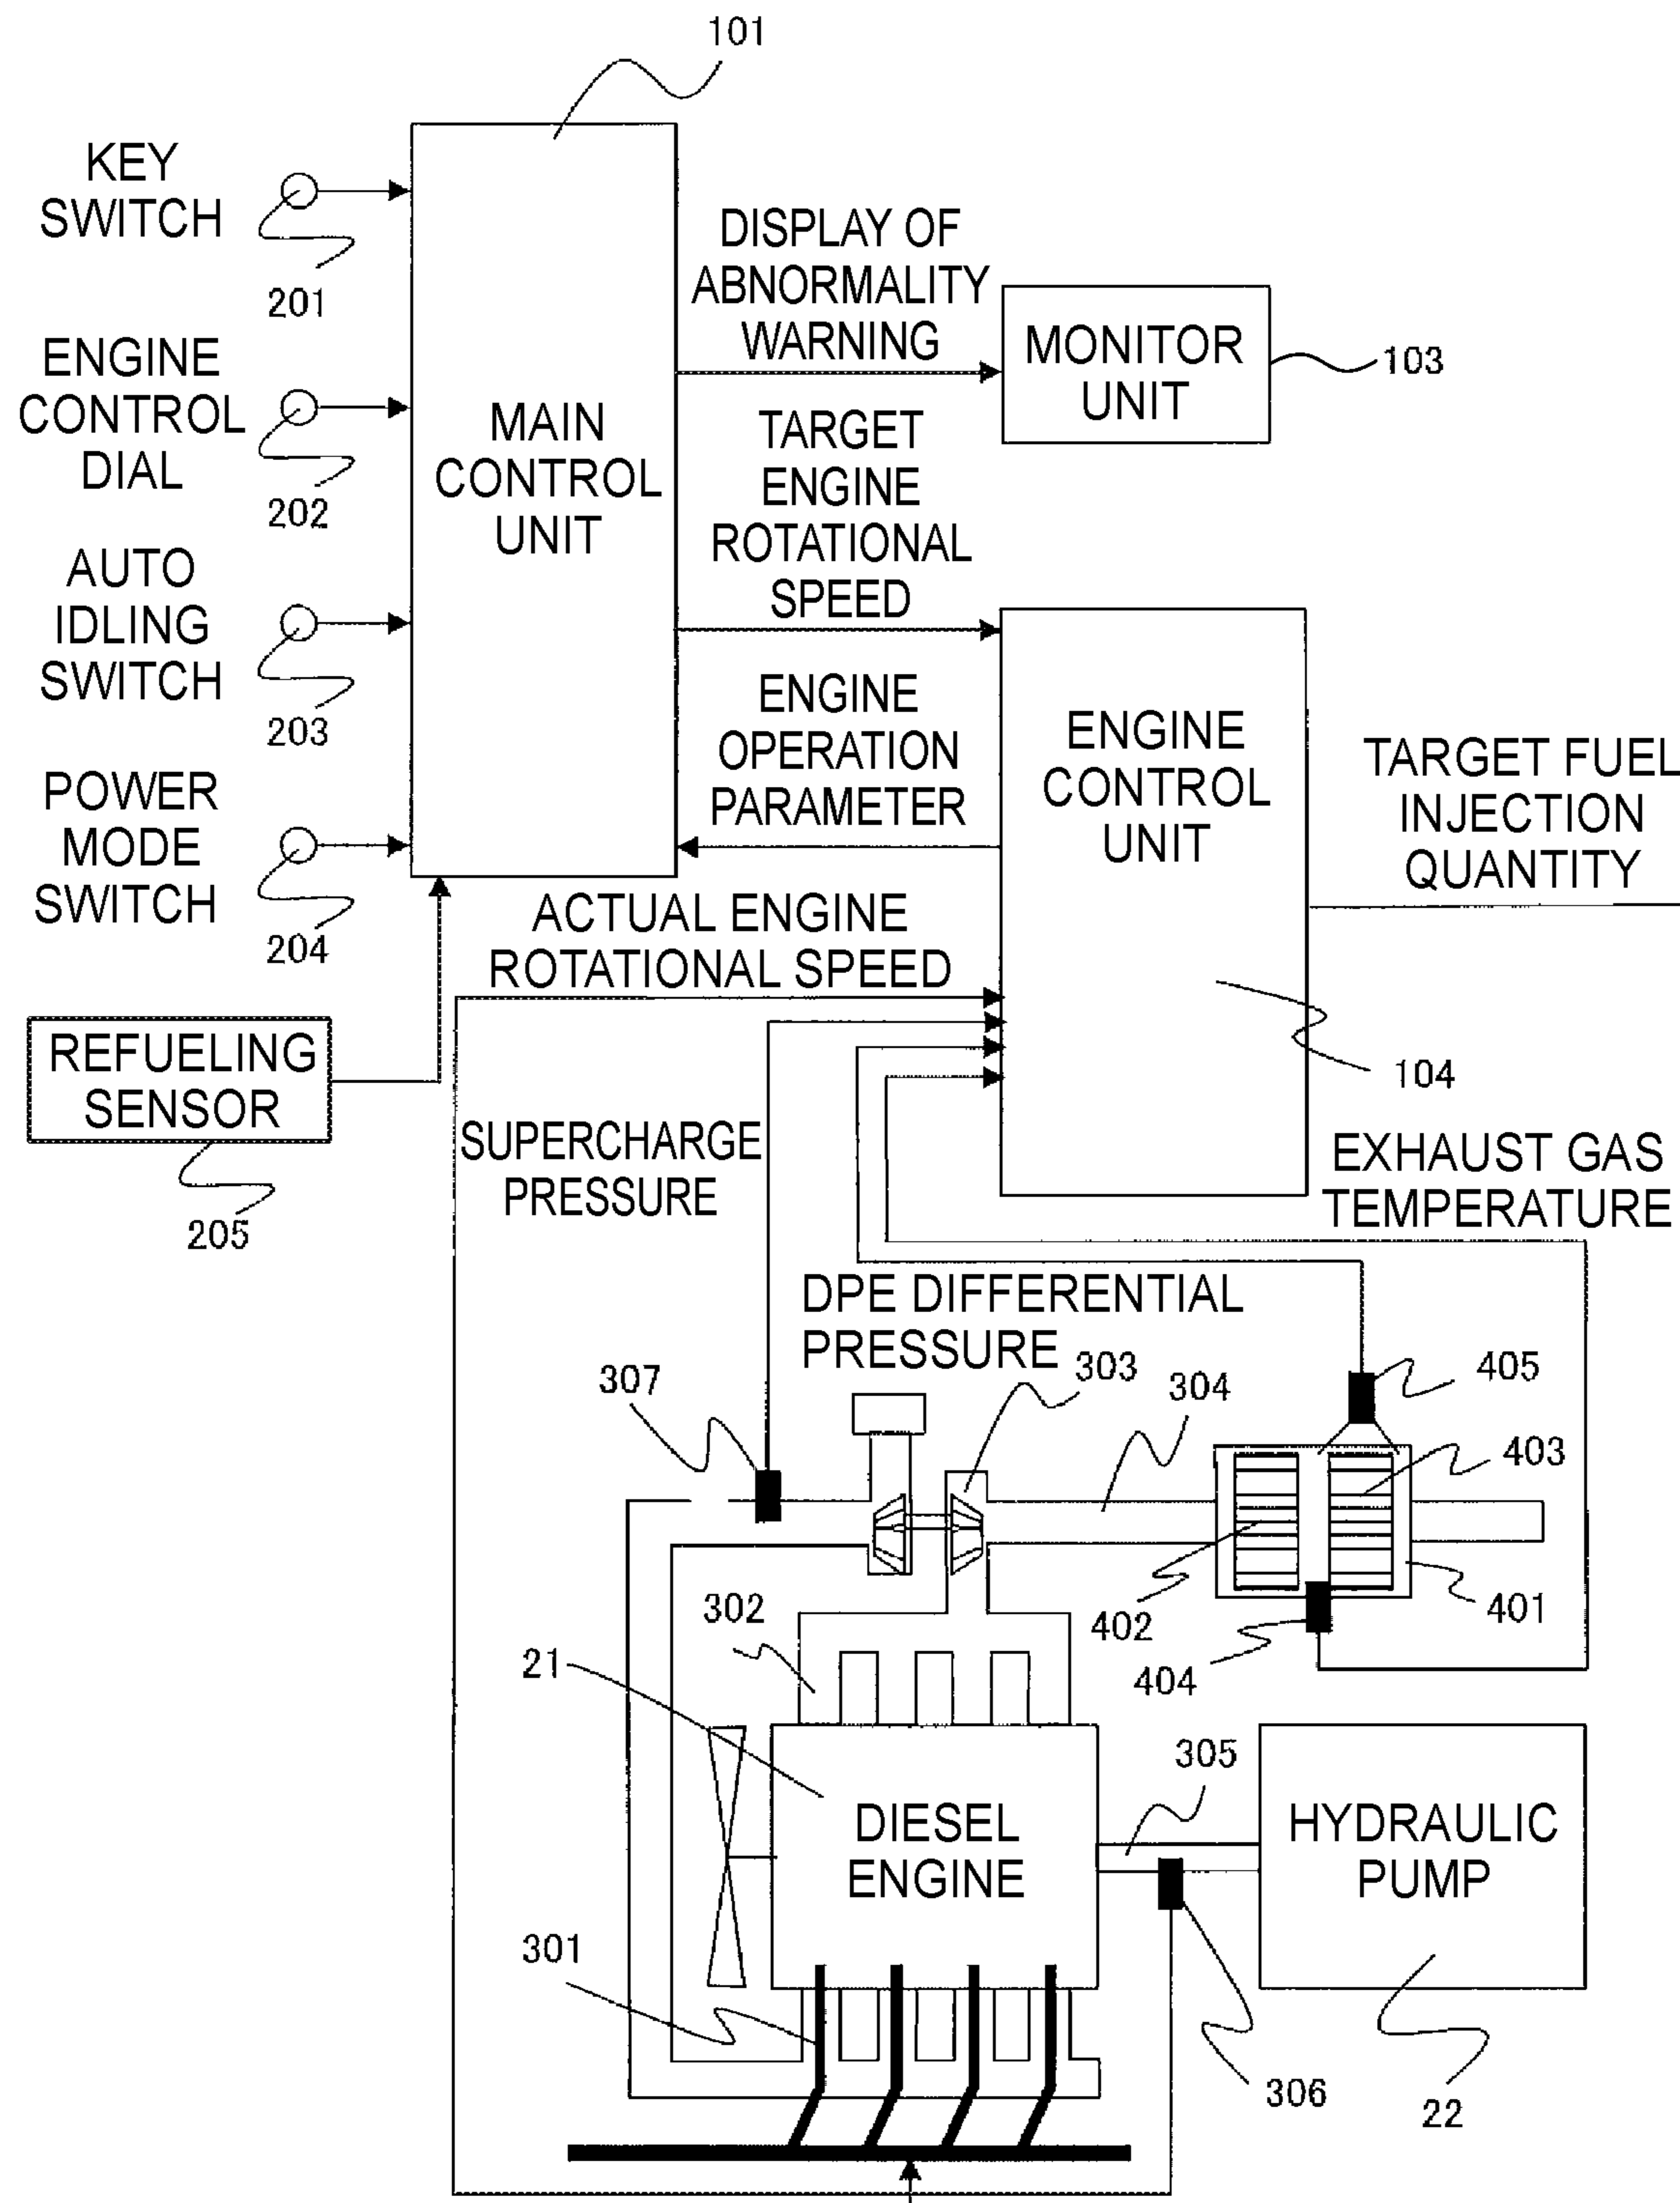 101
KEY
SWITCH
201
DISPLAY OF
ABNORMALITY
WARNING
MONITOR
UNIT
103
ENGINE
CONTROL
DIAL
202
MAIN
CONTROL
UNIT
TARGET
ENGINE
ROTATIONAL
SPEED
AUTO
IDLING
SWITCH
203
ENGINE
OPERATION
PARAMETER
ENGINE
CONTROL
UNIT
TARGET FUEL
INJECTION
QUANTITY
POWER
MODE
SWITCH
204
ACTUAL ENGINE
ROTATIONAL SPEED
104
REFUELING
SENSOR
205
SUPERCHARGE
PRESSURE
EXHAUST GAS
TEMPERATURE
DPE DIFFERENTIAL
PRESSURE
307
303
304
405
403
302
402
401
404
21
305
DIESEL
ENGINE
HYDRAULIC
PUMP
301
306
22